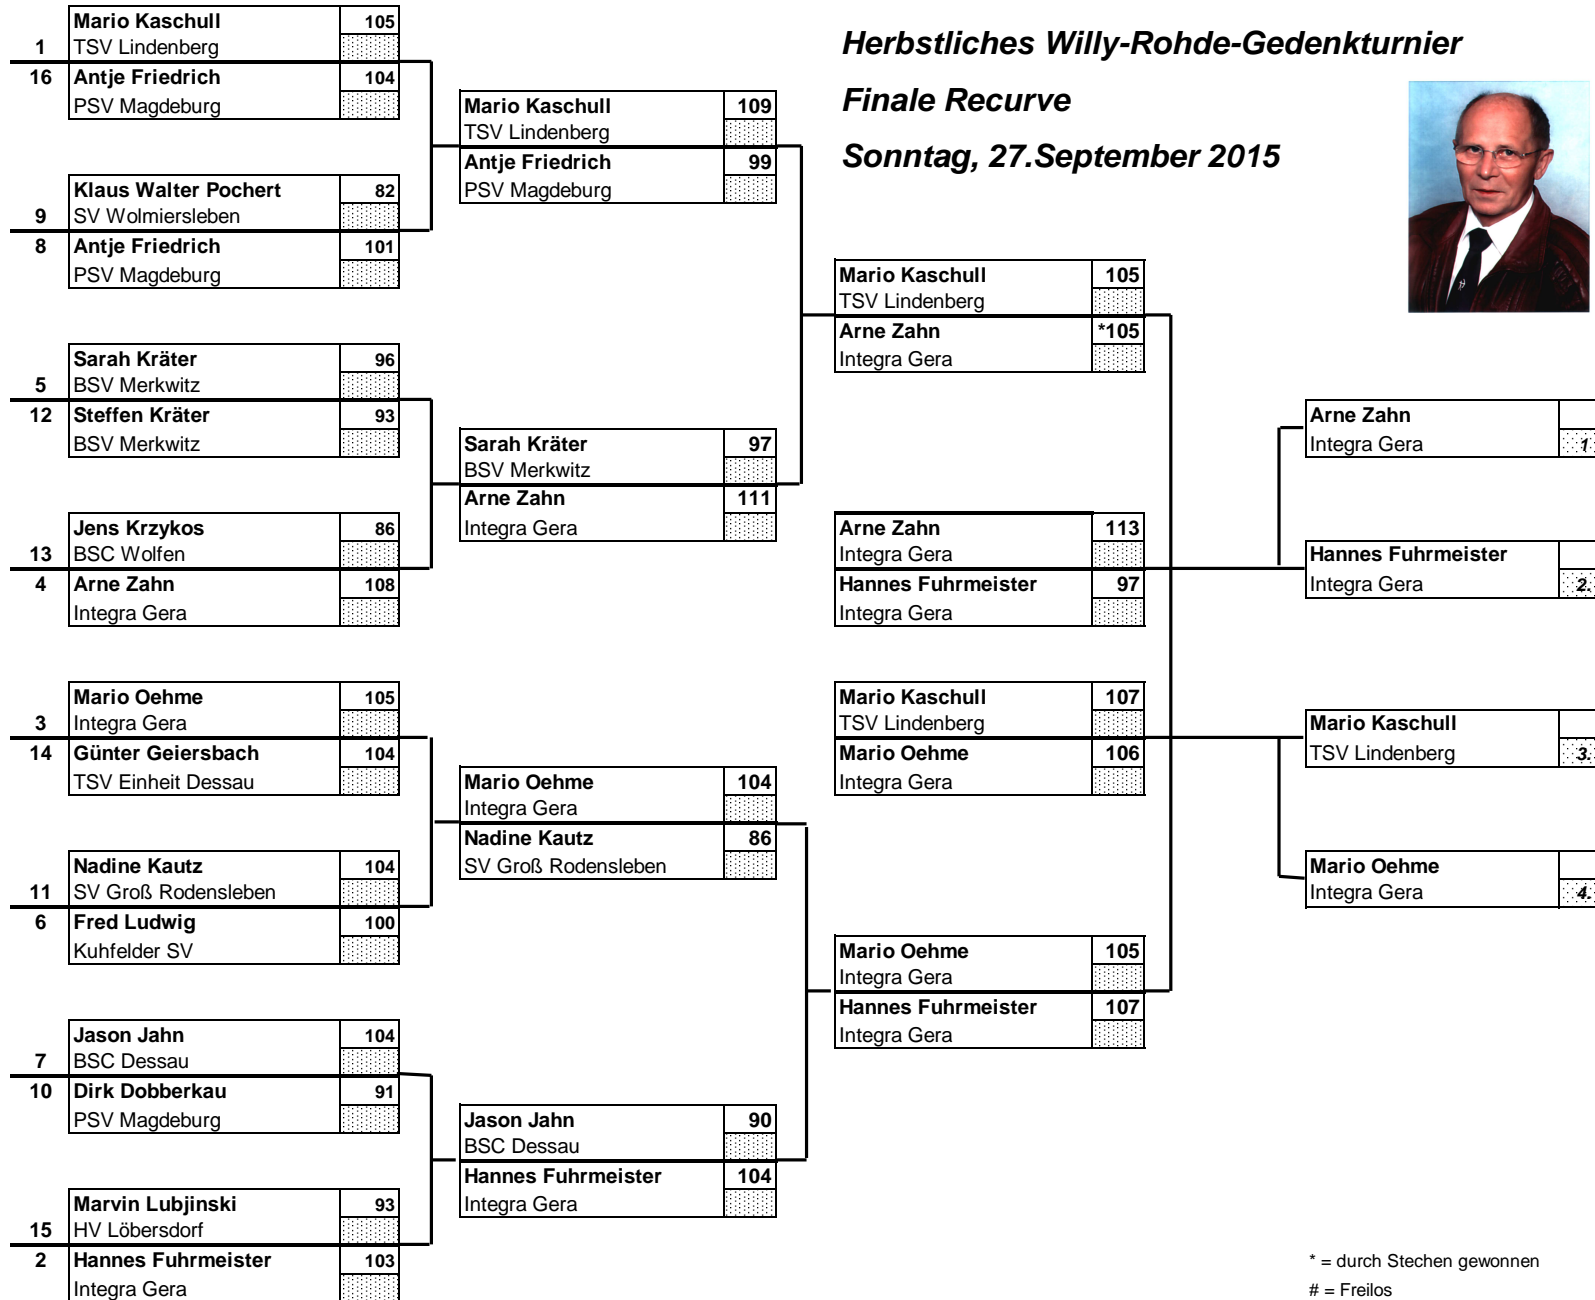 Herbstliches Willy-Rohde-Gedenkturnier
Finale Recurve
Sonntag, 27.September 2015
Mario Kaschull 105
1 TSV Lindenberg
16 Antje Friedrich 104
PSV Magdeburg
Klaus Walter Pochert 82
9 SV Wolmiersleben
8 Antje Friedrich 101
PSV Magdeburg
Sarah Kräter 96
5 BSV Merkwitz
12 Steffen Kräter 93
BSV Merkwitz
Jens Krzykos 86
13 BSC Wolfen
4 Arne Zahn 108
Integra Gera
Mario Oehme 105
3 Integra Gera
14 Günter Geiersbach 104
TSV Einheit Dessau
Nadine Kautz 104
11 SV Groß Rodensleben
6 Fred Ludwig 100
Kuhfelder SV
Jason Jahn 104
7 BSC Dessau
10 Dirk Dobberkau 91
PSV Magdeburg
Marvin Lubjinski 93
15 HV Löbersdorf
2 Hannes Fuhrmeister 103
Integra Gera
Mario Kaschull 109
TSV Lindenberg
Antje Friedrich 99
PSV Magdeburg
Sarah Kräter 97
BSV Merkwitz
Arne Zahn 111
Integra Gera
Mario Oehme 104
Integra Gera
Nadine Kautz 86
SV Groß Rodensleben
Jason Jahn 90
BSC Dessau
Hannes Fuhrmeister 104
Integra Gera
Mario Kaschull 105
TSV Lindenberg
Arne Zahn *105
Integra Gera
Arne Zahn 113
Integra Gera
Hannes Fuhrmeister 97
Integra Gera
Mario Kaschull 107
TSV Lindenberg
Mario Oehme 106
Integra Gera
Mario Oehme 105
Integra Gera
Hannes Fuhrmeister 107
Integra Gera
Arne Zahn
Integra Gera 1
Hannes Fuhrmeister
Integra Gera 2.
Mario Kaschull
TSV Lindenberg 3.
Mario Oehme
Integra Gera 4.
* = durch Stechen gewonnen
# = Freilos